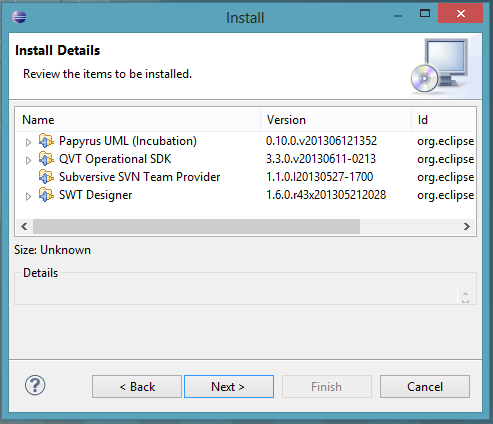 Install
Install Details
Review the items to be installed.
Name Version Id
Papyrus UML (Incubation) 0.10.0.v201306121352 org.eclipse
QVT Operational SDK 3.3.0.v20130611-0213 org.eclipse
Subversive SVN Team Provider 1.1.0.I20130527-1700 org.eclipse
SWT Designer 1.6.0.r43x201305212028 org.eclipse
Size: Unknown
Details
? < Back Next > Finish Cancel